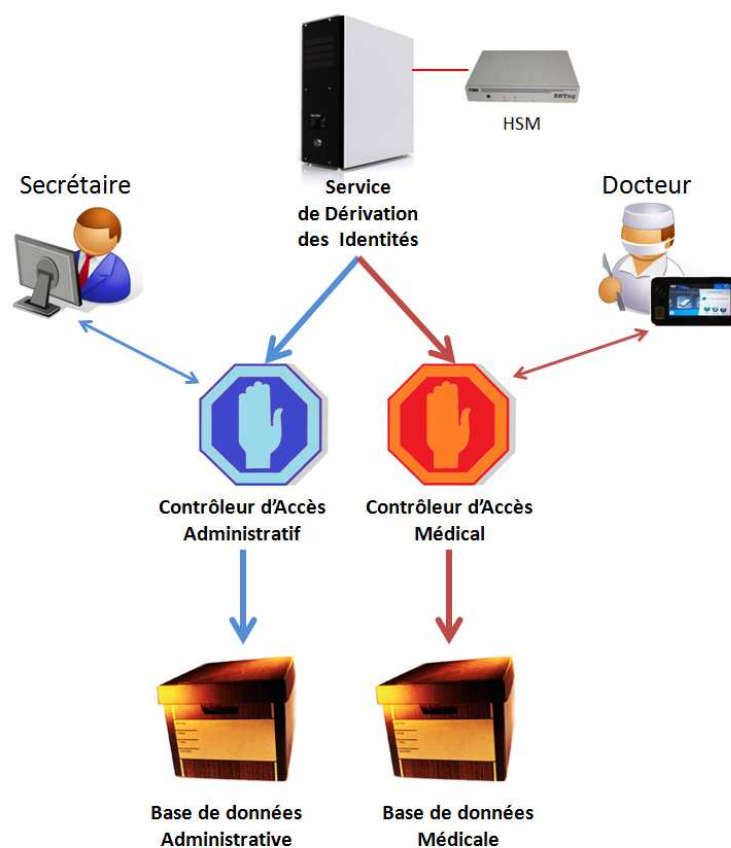 HSM
Secrétaire
Service
de Dérivation
des Identités
Docteur
Contrôleur d'Accès
Administratif
Contrôleur d'Accès
Médical
Base de données
Administrative
Base de données
Médicale